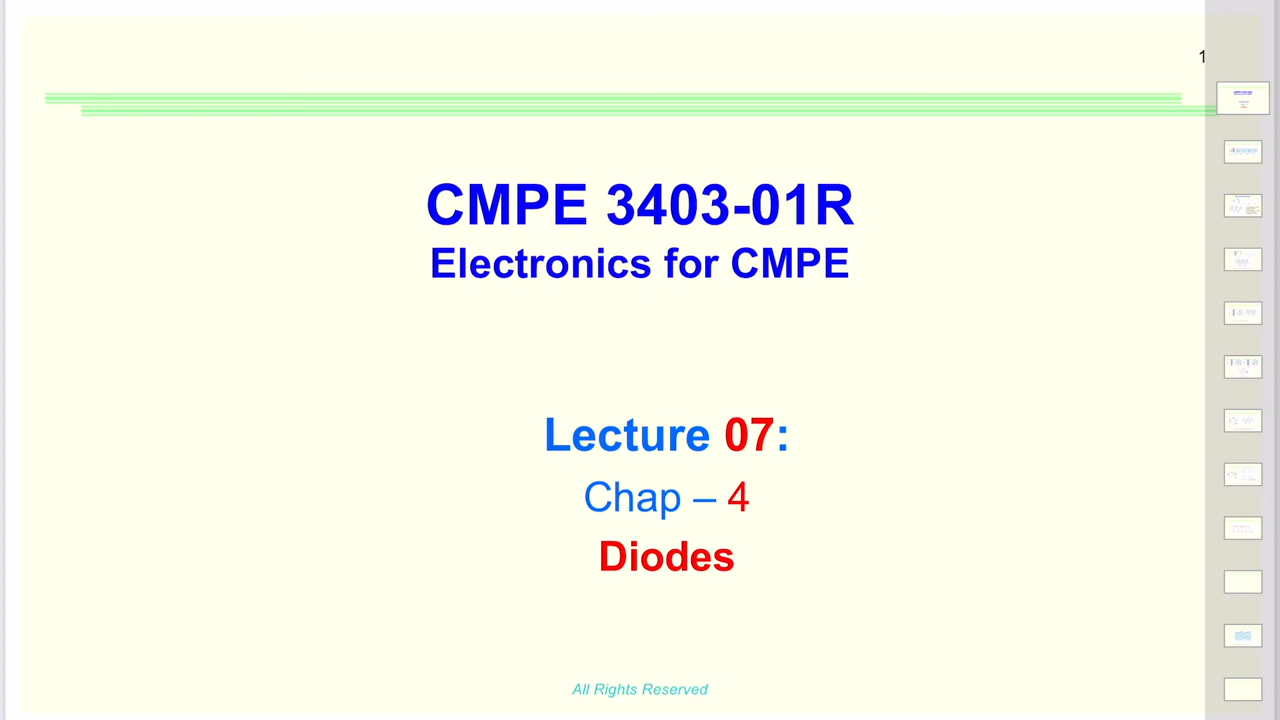 1
CMPE 3403-01R
Electronics for CMPE
Lecture 07:
Chap – 4
Diodes
All Rights Reserved